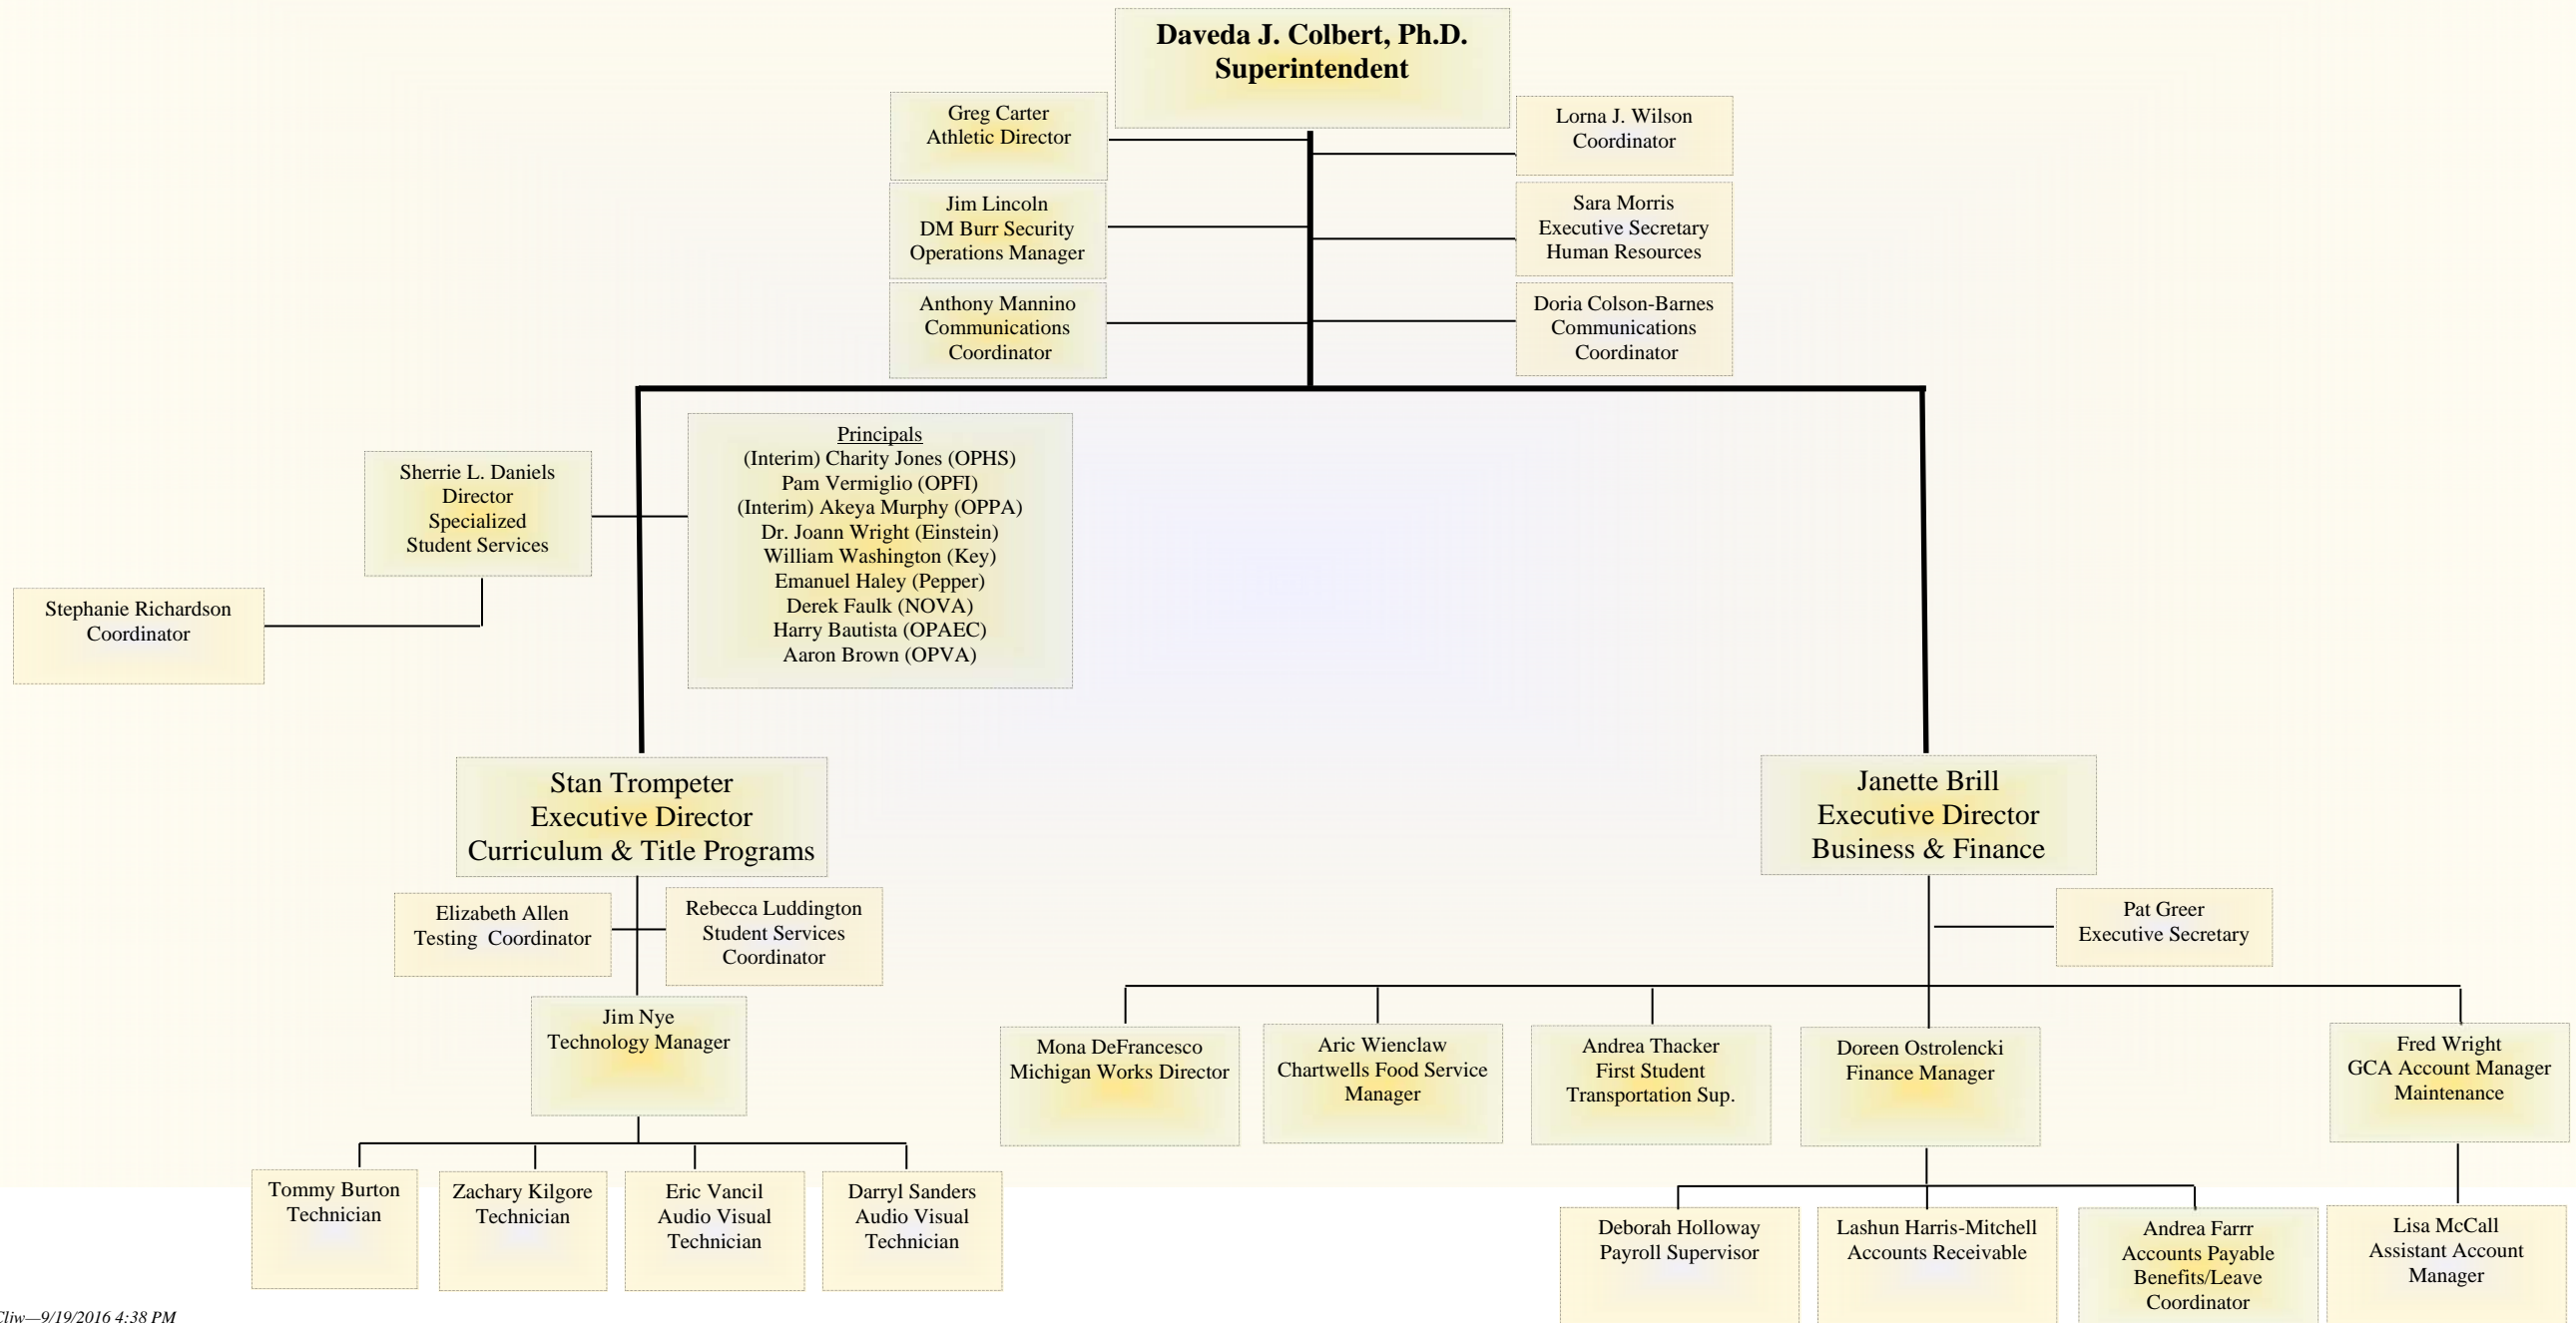 Daveda J. Colbert, Ph.D.
Superintendent
Greg Carter
Athletic Director
Lorna J. Wilson
Coordinator
Jim Lincoln
DM Burr Security
Operations Manager
Sara Morris
Executive Secretary
Human Resources
Anthony Mannino
Communications
Coordinator
Doria Colson-Barnes
Communications
Coordinator
Sherrie L. Daniels
Director
Specialized
Student Services
Principals
(Interim) Charity Jones (OPHS)
Pam Vermiglio (OPFI)
(Interim) Akeya Murphy (OPPA)
Dr. Joann Wright (Einstein)
William Washington (Key)
Emanuel Haley (Pepper)
Derek Faulk (NOVA)
Harry Bautista (OPAEC)
Aaron Brown (OPVA)
Stephanie Richardson
Coordinator
Stan Trompeter
Executive Director
Curriculum & Title Programs
Janette Brill
Executive Director
Business & Finance
Elizabeth Allen
Testing  Coordinator
Rebecca Luddington
Student Services
Coordinator
Pat Greer
Executive Secretary
Jim Nye
Technology Manager
Mona DeFrancesco
Michigan Works Director
Aric Wienclaw
Chartwells Food Service
Manager
Andrea Thacker
First Student
Transportation Sup.
Doreen Ostrolencki
Finance Manager
Fred Wright
GCA Account Manager
Maintenance
Tommy Burton
Technician
Zachary Kilgore
Technician
Eric Vancil
Audio Visual
Technician
Darryl Sanders
Audio Visual
Technician
Deborah Holloway
Payroll Supervisor
Lashun Harris-Mitchell
Accounts Receivable
Andrea Farrr
Accounts Payable
Benefits/Leave
Coordinator
Lisa McCall
Assistant Account
Manager
9/19/2016 4:38 PM